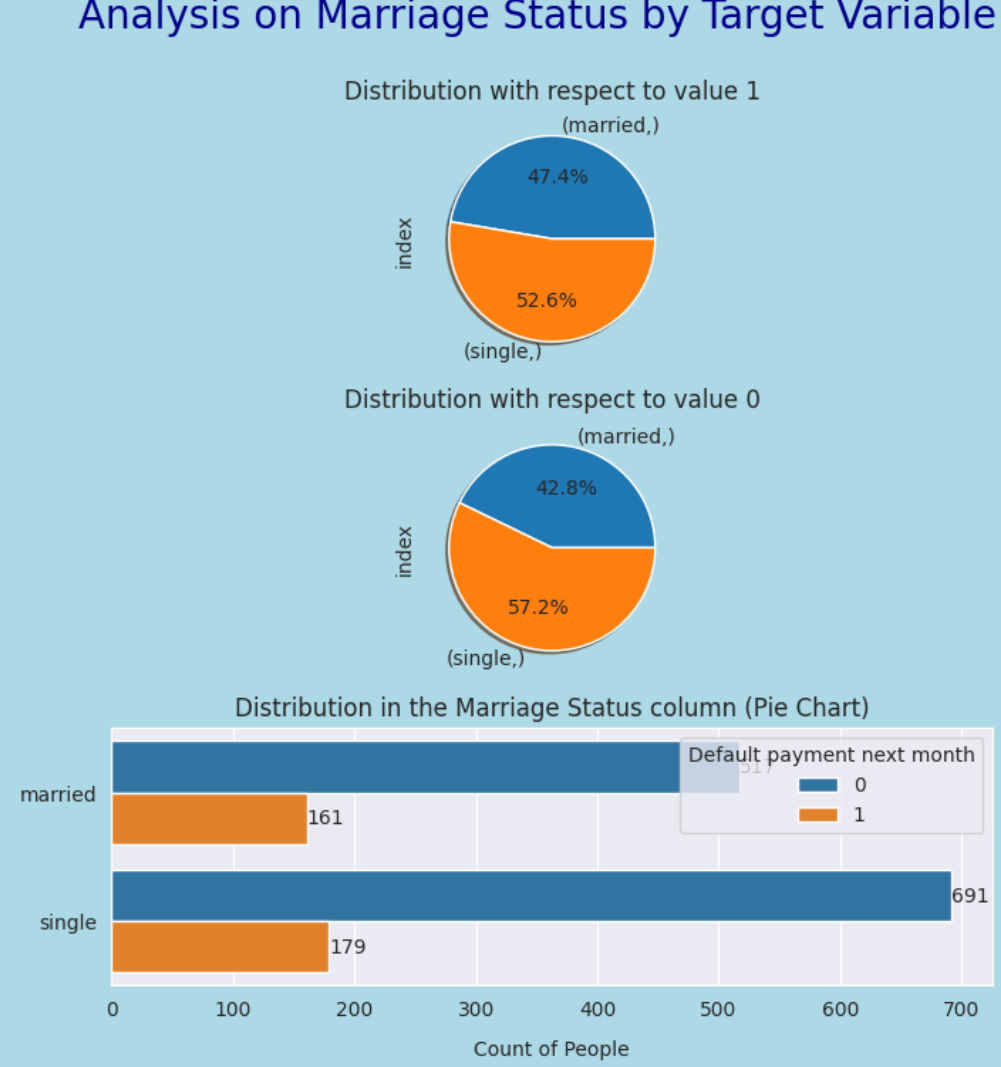 Analysis on Marriage Status by Target Variable
Distribution with respect to value 1
(married,)
47.4%
index
52.6%
(single,)
Distribution with respect to value 0
(married,)
42.8%
index
57.2%
(single,)
Distribution in the Marriage Status column (Pie Chart)
Default payment next month
517
0
1
married
161
single
691
179
0 100 200 300 400 500 600 700
Count of People